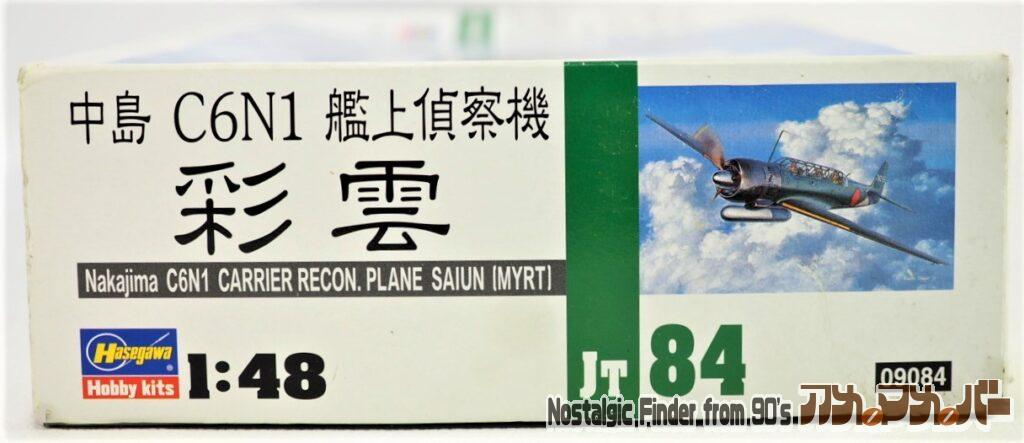 中島 C6N1 艦上偵察機
彩雲
Nakajima C6N1 CARRIER RECON. PLANE SAIUN (MYRT)
Hasegawa
Hobby kits
1:48
JT 84
09084
Nostalgic Finder from 90's